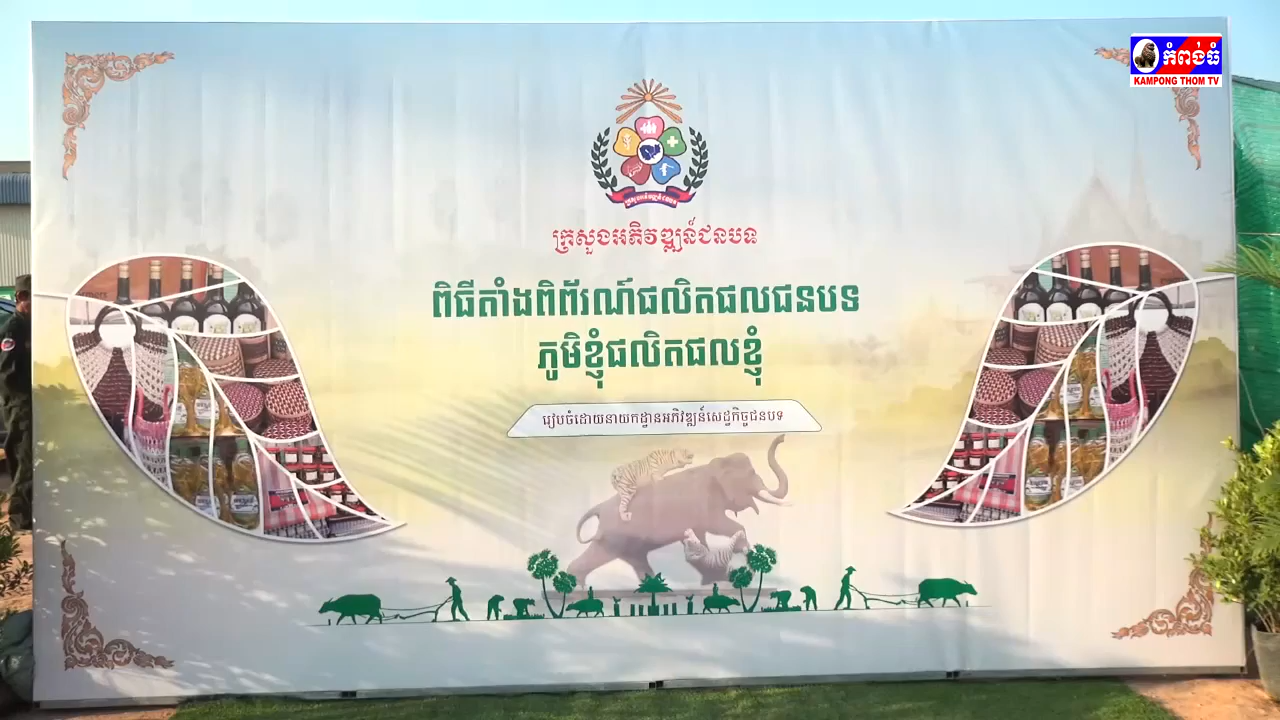 កំពង់ធំ
KAMPONG THOM TV
ក្រសួងអភិវឌ្ឍន៍ជនបទ
ពិធីតាំងពិព័រណ៍ផលិតផលជនបទ
ភូមិខ្ញុំផលិតផលខ្ញុំ
រៀបចំដោយនាយកដ្ឋានអភិវឌ្ឍន៍សេដ្ឋកិច្ចជនបទ